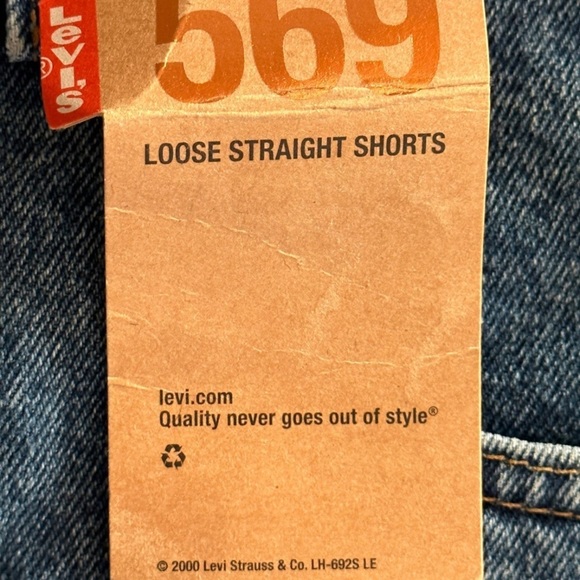 Levi's
®
569
LOOSE STRAIGHT SHORTS
levi.com
Quality never goes out of style®
© 2000 Levi Strauss & Co. LH-692S LE